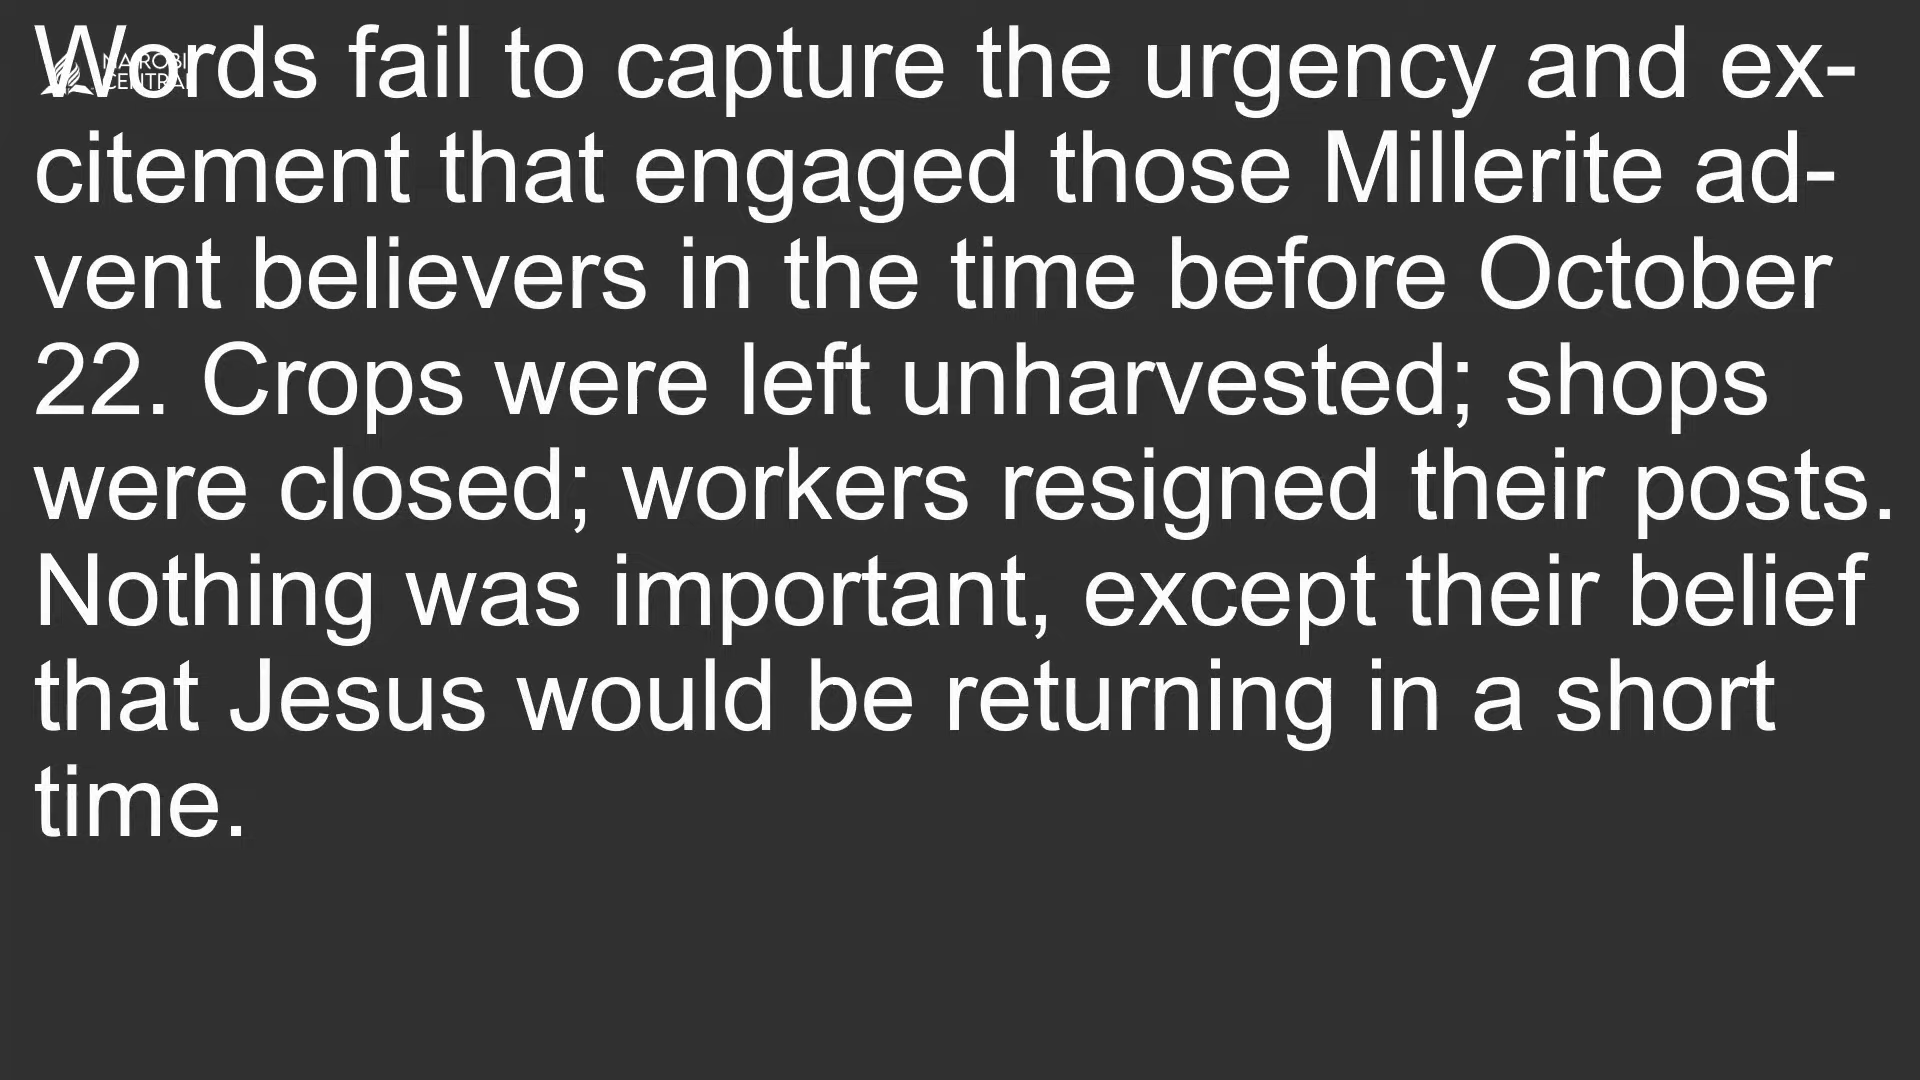 Words fail to capture the urgency and ex-
citement that engaged those Millerite ad-
vent believers in the time before October
22. Crops were left unharvested; shops
were closed; workers resigned their posts.
Nothing was important, except their belief
that Jesus would be returning in a short
time.
NAIROBI
CENTRAL